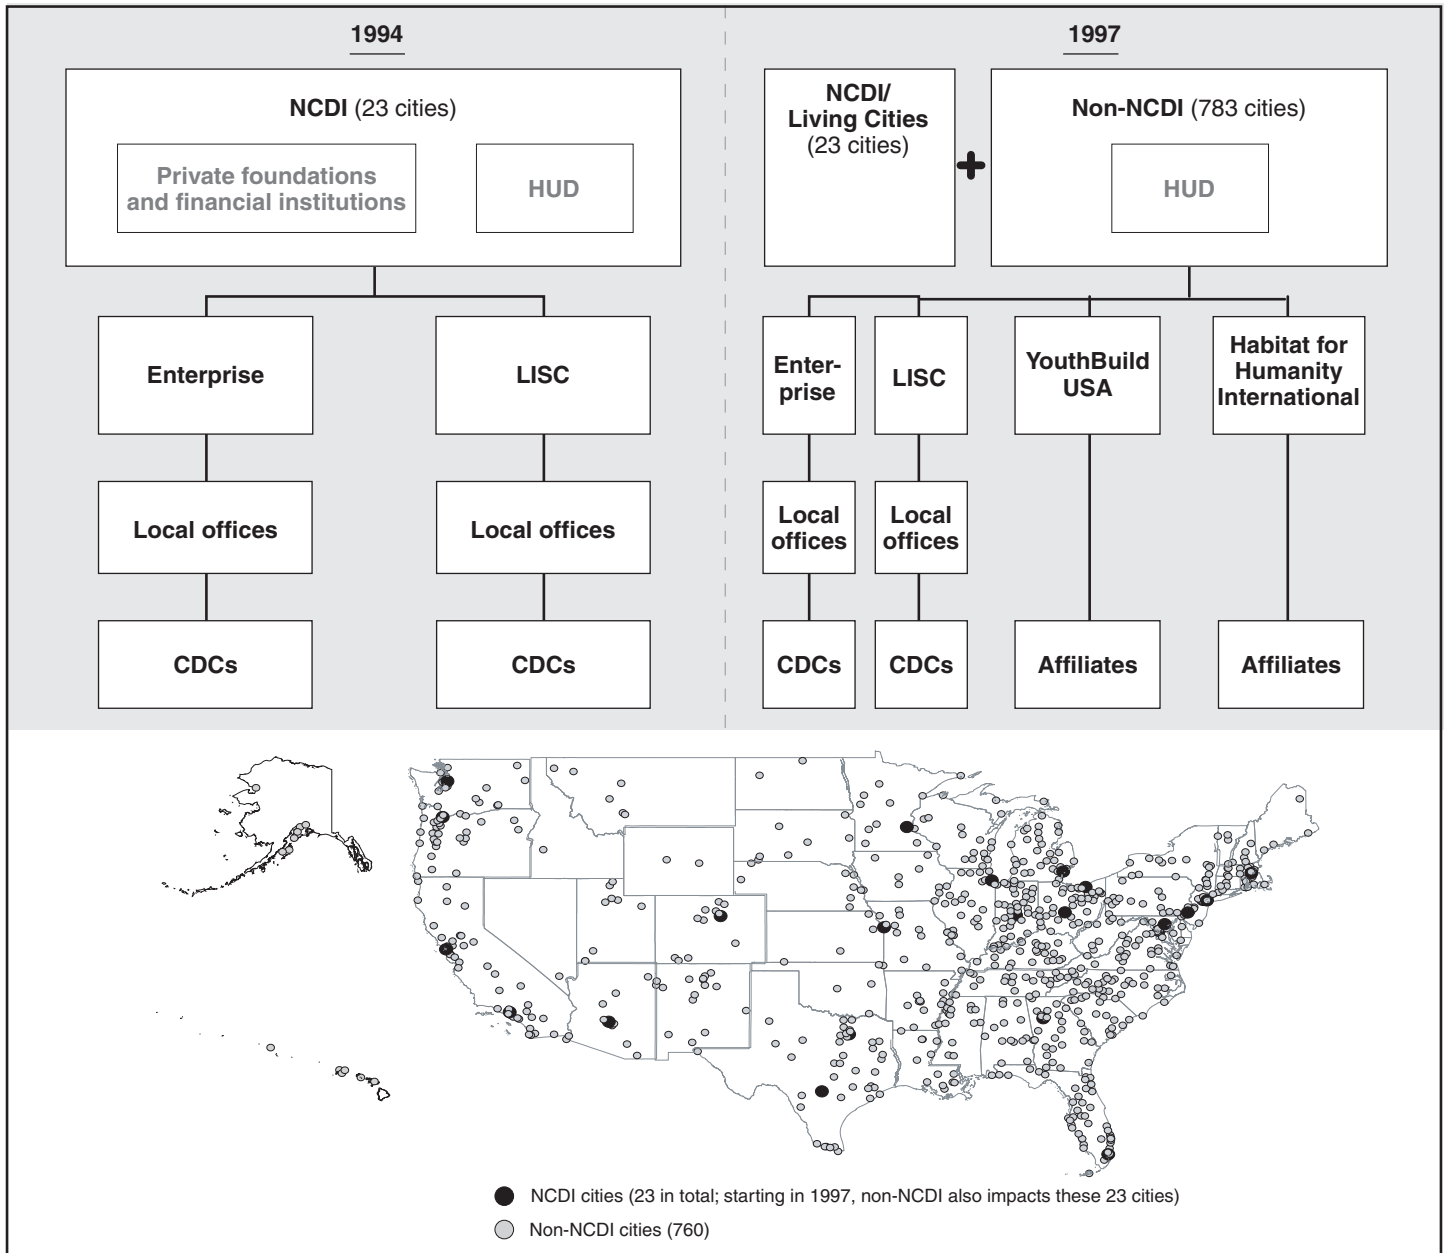 1994
NCDI (23 cities)
Private foundations
and financial institutions
HUD
Enterprise
LISC
Local offices
Local offices
CDCs
CDCs
1997
NCDI/
Living Cities
(23 cities)
Non-NCDI (783 cities)
HUD
Enter-
prise
LISC
YouthBuild
USA
Habitat for
Humanity
International
Local
offices
Local
offices
CDCs
CDCs
Affiliates
Affiliates
NCDI cities (23 in total; starting in 1997, non-NCDI also impacts these 23 cities)
Non-NCDI cities (760)